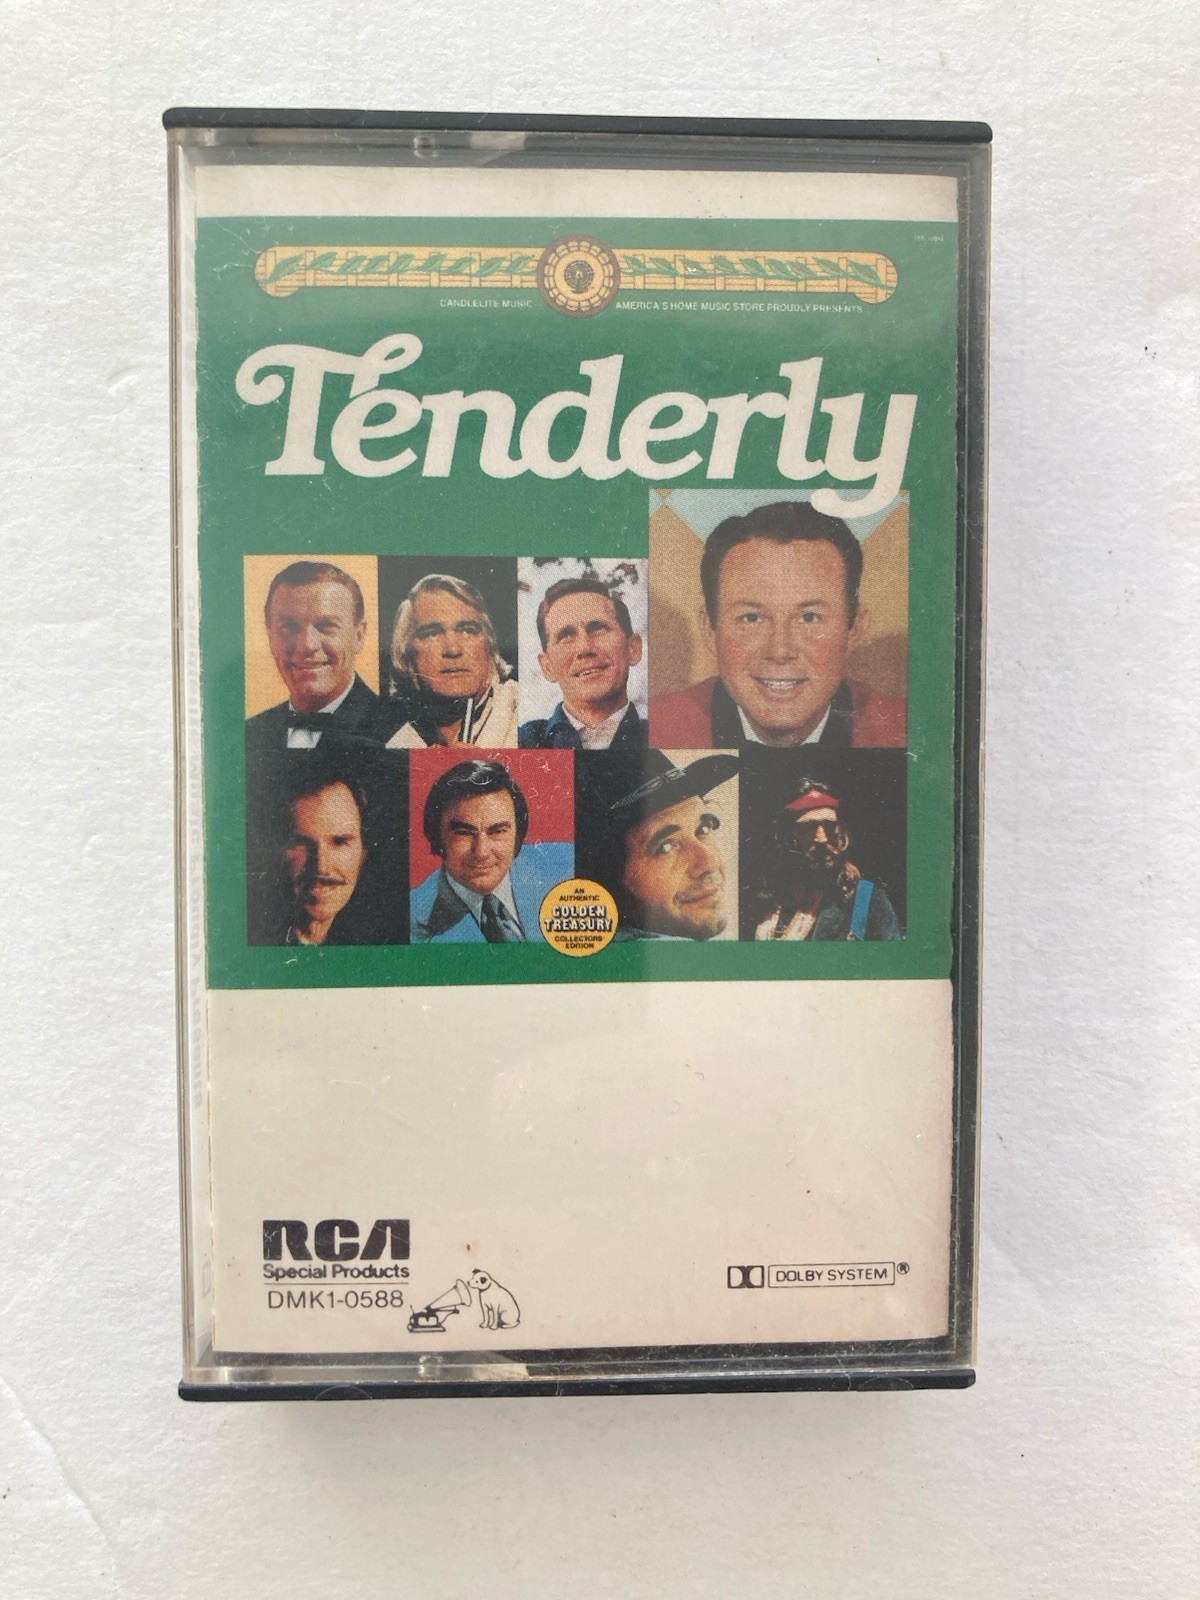 CANDLELITE MUSIC AMERICA'S HOME MUSIC STORE PROUDLY PRESENTS
Tenderly
AN
AUTHENTIC
GOLDEN
TREASURY
COLLECTORS
EDITION
RCA
Special Products
DMK1-0588
DOLBY SYSTEM®